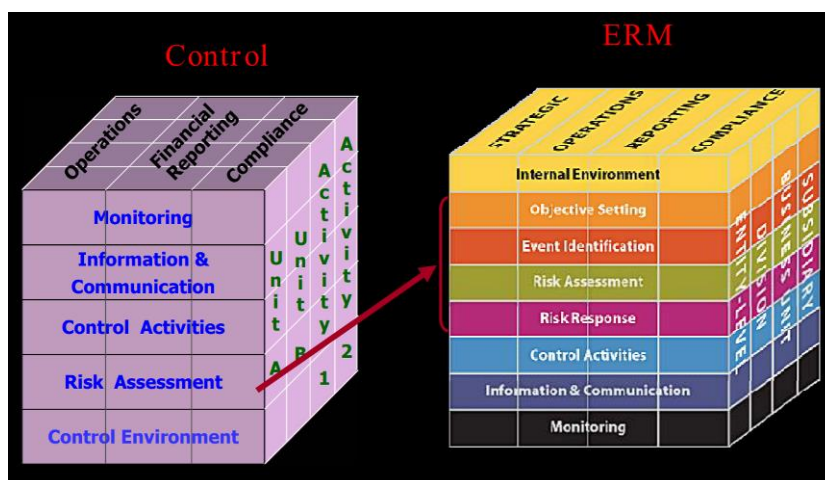 Control
Operations
Financial
Reporting
Compliance
Monitoring
Information &
Communication
Control Activities
Risk Assessment
Control Environment
Unit A
Unit B
Activity 1
Activity 2
ERM
STRATEGIC
OPERATIONS
REPORTING
COMPLIANCE
Internal Environment
Objective Setting
Event Identification
Risk Assessment
Risk Response
Control Activities
Information & Communication
Monitoring
ENTITY-LEVEL
DIVISION
BUSINESS UNIT
SUBSIDIARY